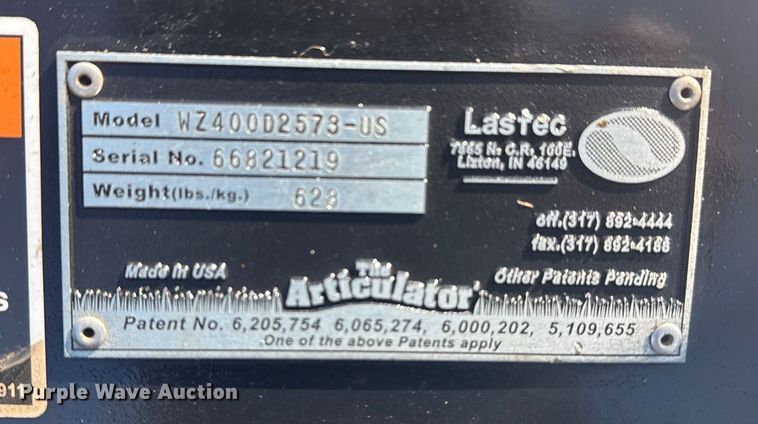 Model WZ400D2573-US
Serial No. 66821219
Weight(lbs./kg.) 628
Lastec
7865 N. C.R. 100E.
Lizton, IN 46149
off.(317) 892-4444
fax.(317) 892-4188
Made In USA
The
Articulator
Other Patents Pending
Patent No. 6,205,754 6,065,274, 6,000,202, 5,109,655
One of the above Patents apply
S
911
Purple Wave Auction